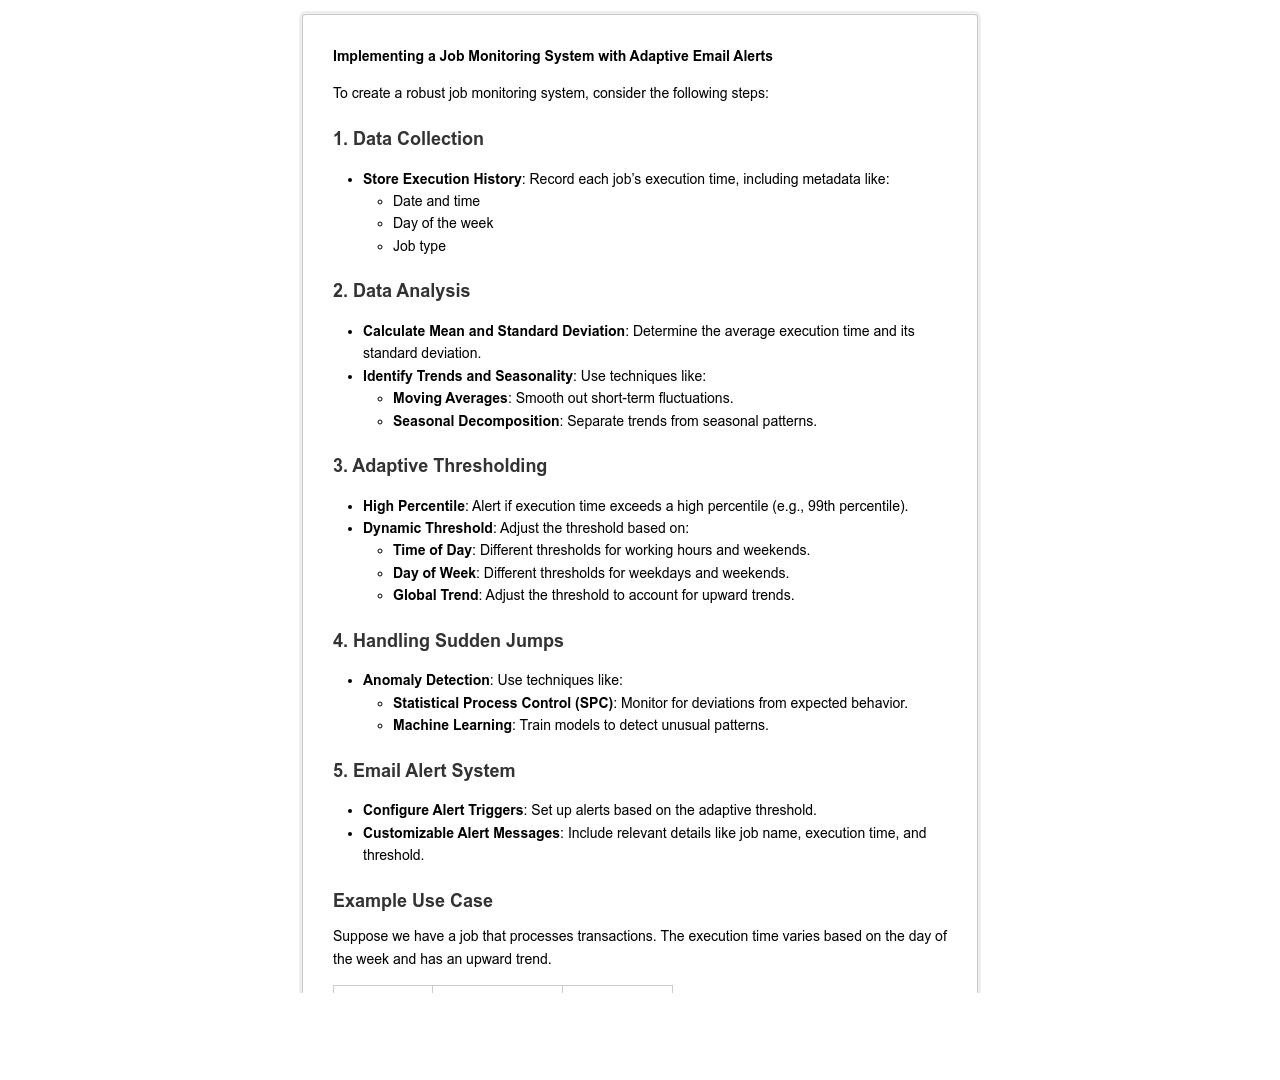 Implementing a Job Monitoring System with Adaptive Email Alerts
To create a robust job monitoring system, consider the following steps:
1. Data Collection
• Store Execution History: Record each job’s execution time, including metadata like:
◦ Date and time
◦ Day of the week
◦ Job type
2. Data Analysis
• Calculate Mean and Standard Deviation: Determine the average execution time and its
standard deviation.
• Identify Trends and Seasonality: Use techniques like:
◦ Moving Averages: Smooth out short-term fluctuations.
◦ Seasonal Decomposition: Separate trends from seasonal patterns.
3. Adaptive Thresholding
• High Percentile: Alert if execution time exceeds a high percentile (e.g., 99th percentile).
• Dynamic Threshold: Adjust the threshold based on:
◦ Time of Day: Different thresholds for working hours and weekends.
◦ Day of Week: Different thresholds for weekdays and weekends.
◦ Global Trend: Adjust the threshold to account for upward trends.
4. Handling Sudden Jumps
• Anomaly Detection: Use techniques like:
◦ Statistical Process Control (SPC): Monitor for deviations from expected behavior.
◦ Machine Learning: Train models to detect unusual patterns.
5. Email Alert System
• Configure Alert Triggers: Set up alerts based on the adaptive threshold.
• Customizable Alert Messages: Include relevant details like job name, execution time, and
threshold.
Example Use Case
Suppose we have a job that processes transactions. The execution time varies based on the day of
the week and has an upward trend.